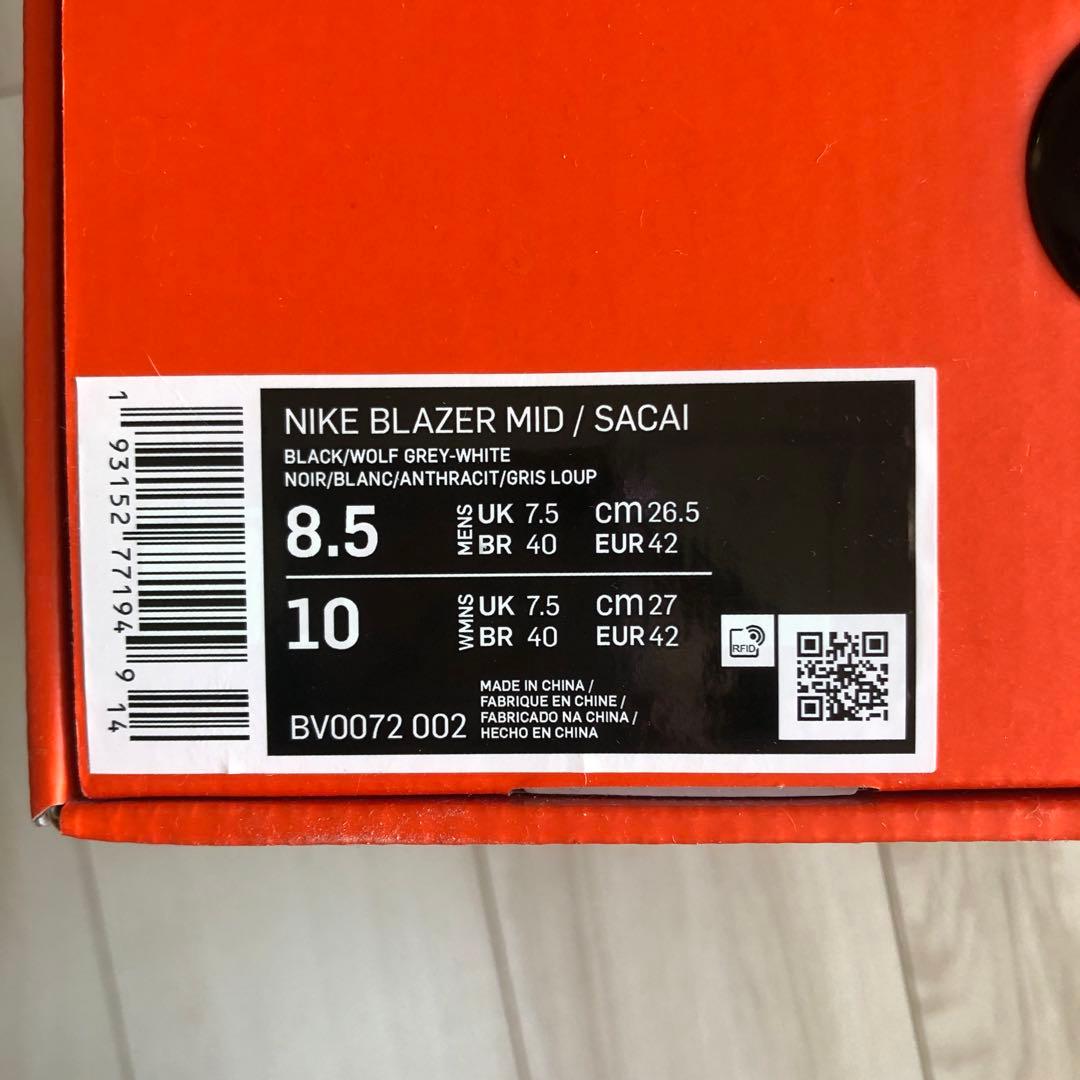 1 93152 77194 9 14
NIKE BLAZER MID / SACAI
BLACK/WOLF GREY-WHITE
NOIR/BLANC/ANTHRACIT/GRIS LOUP
8.5 MENS UK 7.5 cm 26.5
BR 40 EUR 42
10 WMNS UK 7.5 cm 27
BR 40 EUR 42
RFID
BV0072 002
MADE IN CHINA /
FABRIQUE EN CHINE /
FABRICADO NA CHINA /
HECHO EN CHINA